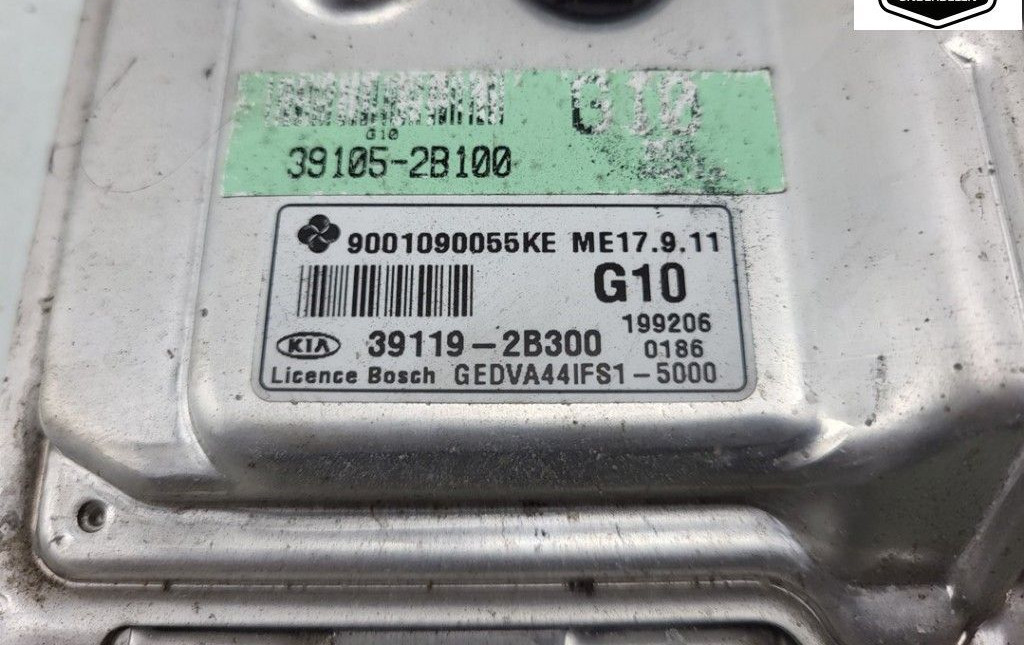 G10
G10
39105-2B100
9001090055KE ME17.9.11
G10
199206
KIA 39119-2B300 0186
Licence Bosch GEDVA44IFS1-5000